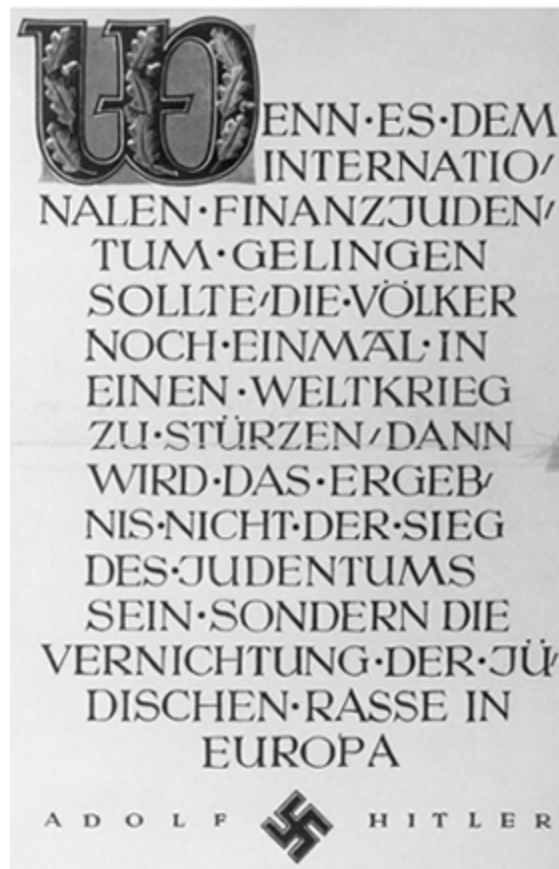 WENN·ES·DEM
INTERNATIO/
NALEN·FINANZJUDEN/
TUM·GELINGEN
SOLLTE/DIE·VÖLKER
NOCH·EINMAL·IN
EINEN·WELTKRIEG
ZU·STÜRZEN/DANN
WIRD·DAS·ERGEB/
NIS·NICHT·DER·SIEG
DES·JUDENTUMS
SEIN·SONDERN DIE
VERNICHTUNG·DER·JÜ/
DISCHEN·RASSE IN
EUROPA
ADOLF HITLER